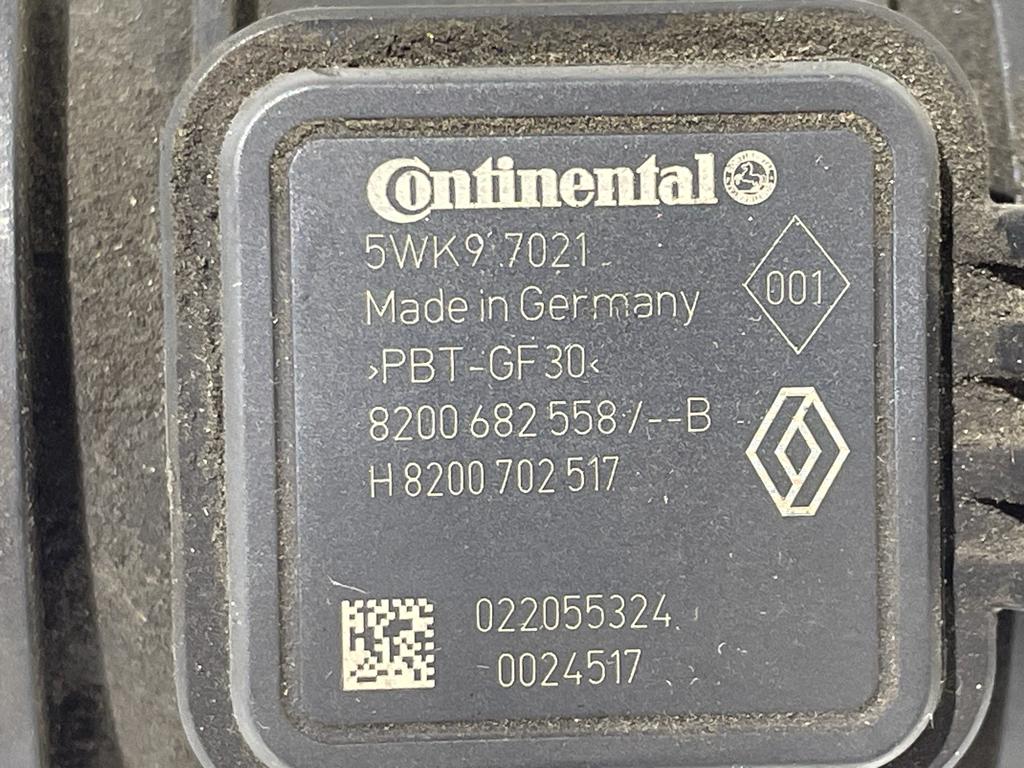 Continental
5WK9 7021
001
Made in Germany
>PBT-GF30<
8200 682 558/--B
H 8200 702 517
022055324
0024517